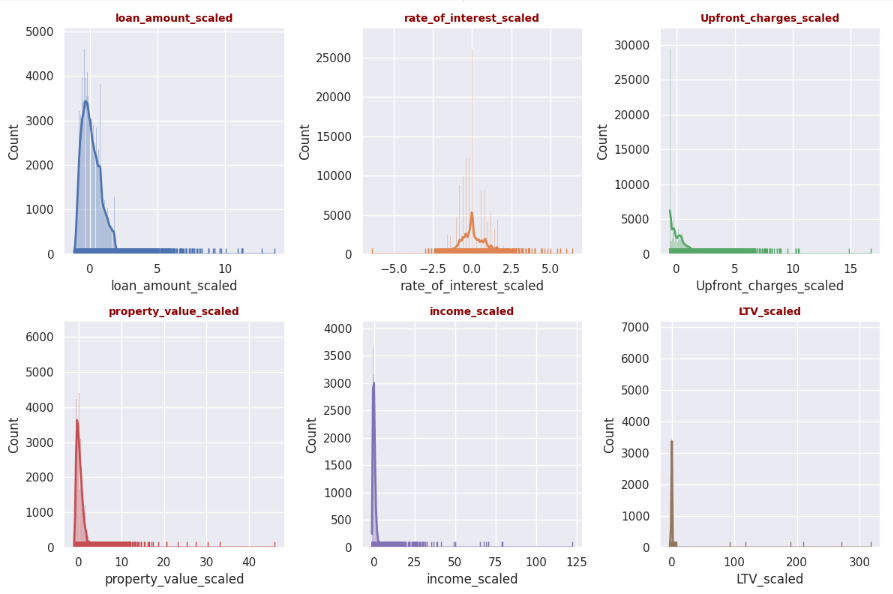 loan_amount_scaled
5000
4000
3000
2000
1000
0
Count
0 5 10
loan_amount_scaled
rate_of_interest_scaled
25000
20000
15000
10000
5000
0
Count
−5.0 −2.5 0.0 2.5 5.0
rate_of_interest_scaled
Upfront_charges_scaled
30000
25000
20000
15000
10000
5000
0
Count
0 5 10 15
Upfront_charges_scaled
property_value_scaled
6000
5000
4000
3000
2000
1000
0
Count
0 10 20 30 40
property_value_scaled
income_scaled
4000
3500
3000
2500
2000
1500
1000
500
0
Count
0 25 50 75 100 125
income_scaled
LTV_scaled
7000
6000
5000
4000
3000
2000
1000
0
Count
0 100 200 300
LTV_scaled